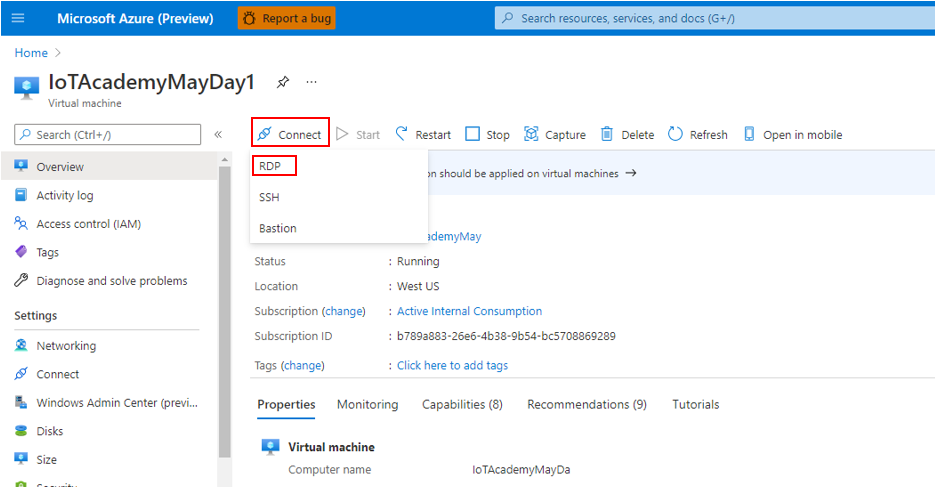 Microsoft Azure (Preview)
Report a bug
Search resources, services, and docs (G+/)
Home
IoTAcademyMayDay1
Virtual machine
Search (Ctrl+/)
Connect
Start
Restart
Stop
Capture
Delete
Refresh
Open in mobile
RDP
SSH
Bastion
on should be applied on virtual machines
ademyMay
Status : Running
Location : West US
Subscription (change) : Active Internal Consumption
Subscription ID : b789a883-26e6-4b38-9b54-bc5708869289
Tags (change) : Click here to add tags
Overview
Activity log
Access control (IAM)
Tags
Diagnose and solve problems
Settings
Networking
Connect
Windows Admin Center (previ...
Disks
Size
Security
Properties
Monitoring
Capabilities (8)
Recommendations (9)
Tutorials
Virtual machine
Computer name IoTAcademyMayDa